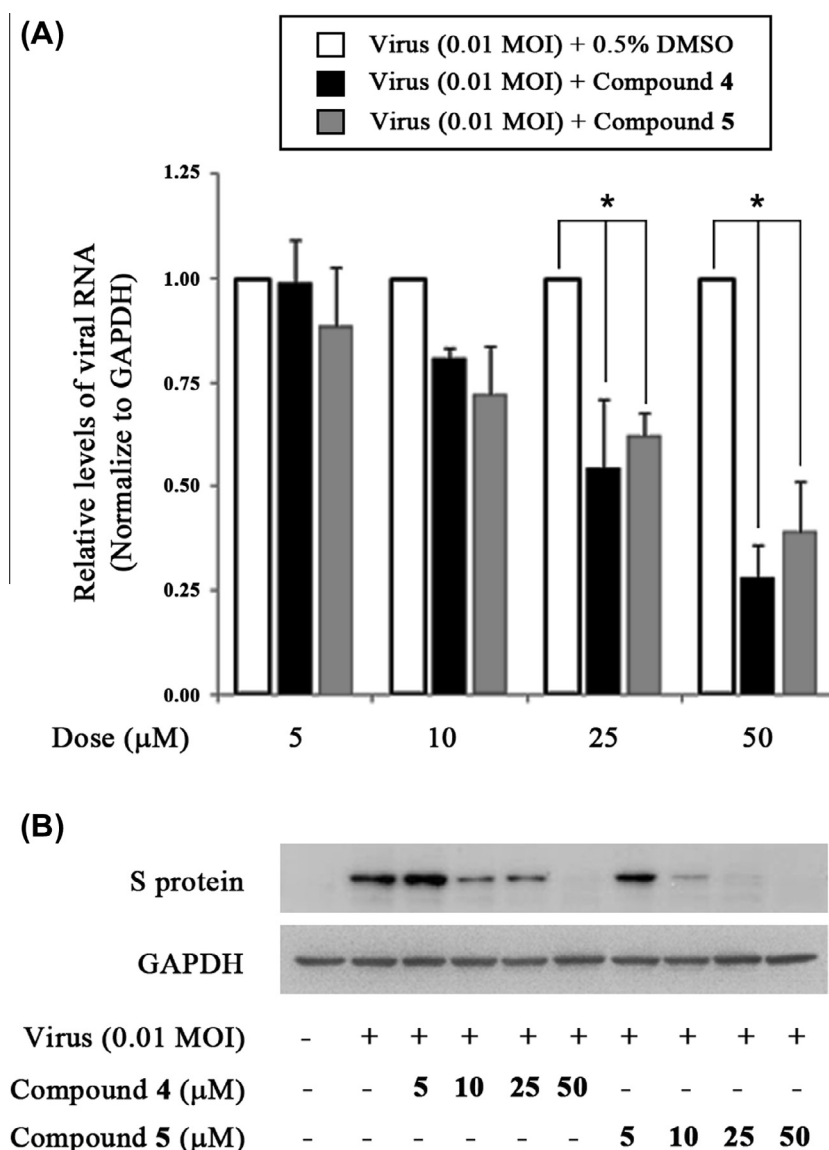 (A)
Virus (0.01 MOI) + 0.5% DMSO
Virus (0.01 MOI) + Compound 4
Virus (0.01 MOI) + Compound 5
Relative levels of viral RNA
(Normalize to GAPDH)
1.25
1.00
0.75
0.50
0.25
0.00
* *
Dose (μM) 5 10 25 50
(B)
S protein
GAPDH
Virus (0.01 MOI) - + + + + + + + + +
Compound 4 (μM) - - 5 10 25 50 - - - -
Compound 5 (μM) - - - - - - 5 10 25 50